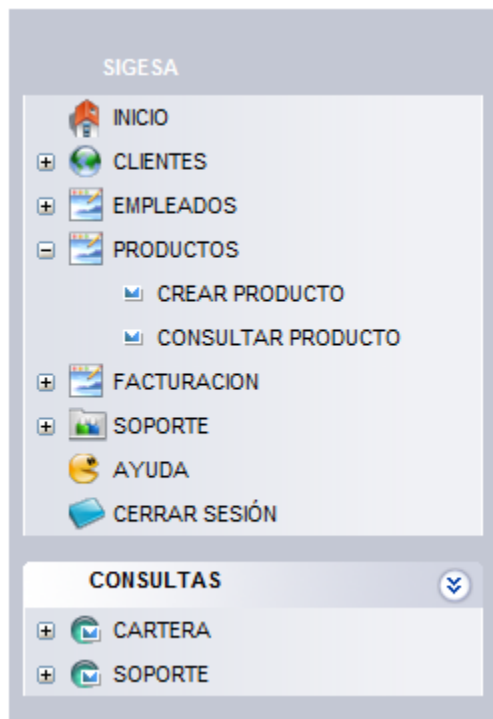 SIGESA
INICIO
CLIENTES
EMPLEADOS
PRODUCTOS
CREAR PRODUCTO
CONSULTAR PRODUCTO
FACTURACION
SOPORTE
AYUDA
CERRAR SESIÓN
CONSULTAS
CARTERA
SOPORTE